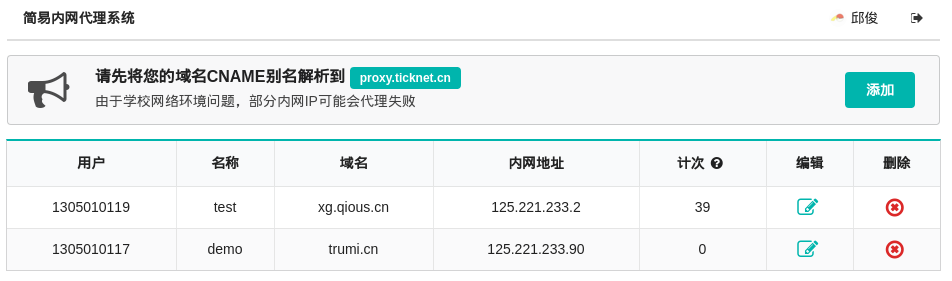 简易内网代理系统 邱俊
请先将您的域名CNAME别名解析到 proxy.ticknet.cn
由于学校网络环境问题，部分内网IP可能会代理失败
添加
用户 名称 域名 内网地址 计次 编辑 删除
1305010119 test xg.qious.cn 125.221.233.2 39
1305010117 demo trumi.cn 125.221.233.90 0